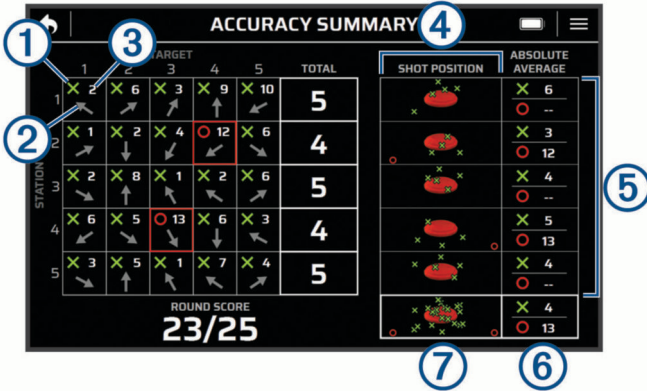 ACCURACY SUMMARY
1 3 4
TARGET
1 2 3 4 5 TOTAL SHOT POSITION ABSOLUTE AVERAGE
1 × 2 × 6 × 3 × 9 × 10 5 × 6
○ --
2 × 1 × 2 × 4 ○ 12 × 6 4 × 3
2 ○ 12
STATION
3 × 2 × 8 × 1 × 2 × 6 5 × 4
○ -- 5
4 × 6 × 5 ○ 13 × 6 × 3 4 × 5
○ 13
5 × 3 × 5 × 1 × 7 × 4 5 × 4
○ --
ROUND SCORE × 4
23/25 ○ 13
7 6